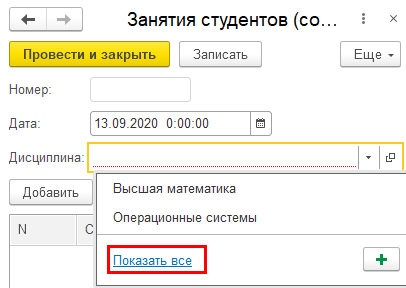 Занятия студентов (со...
Провести и закрыть
Записать
Еще
Номер:
Дата:
13.09.2020 0:00:00
Дисциплина:
Добавить
Высшая математика
N
С
Операционные системы
Показать все